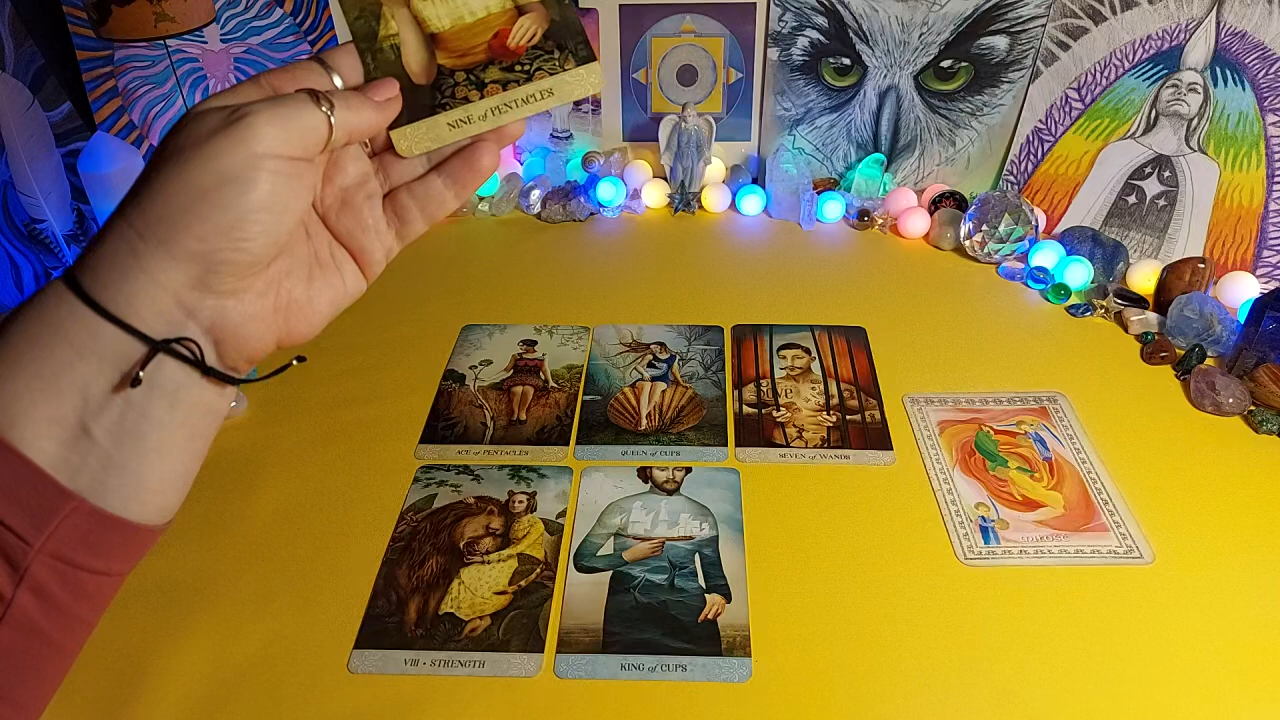 NINE of PENTACLES
ACE of PENTACLES
QUEEN of CUPS
SEVEN of WANDS
VIII • STRENGTH
KING of CUPS